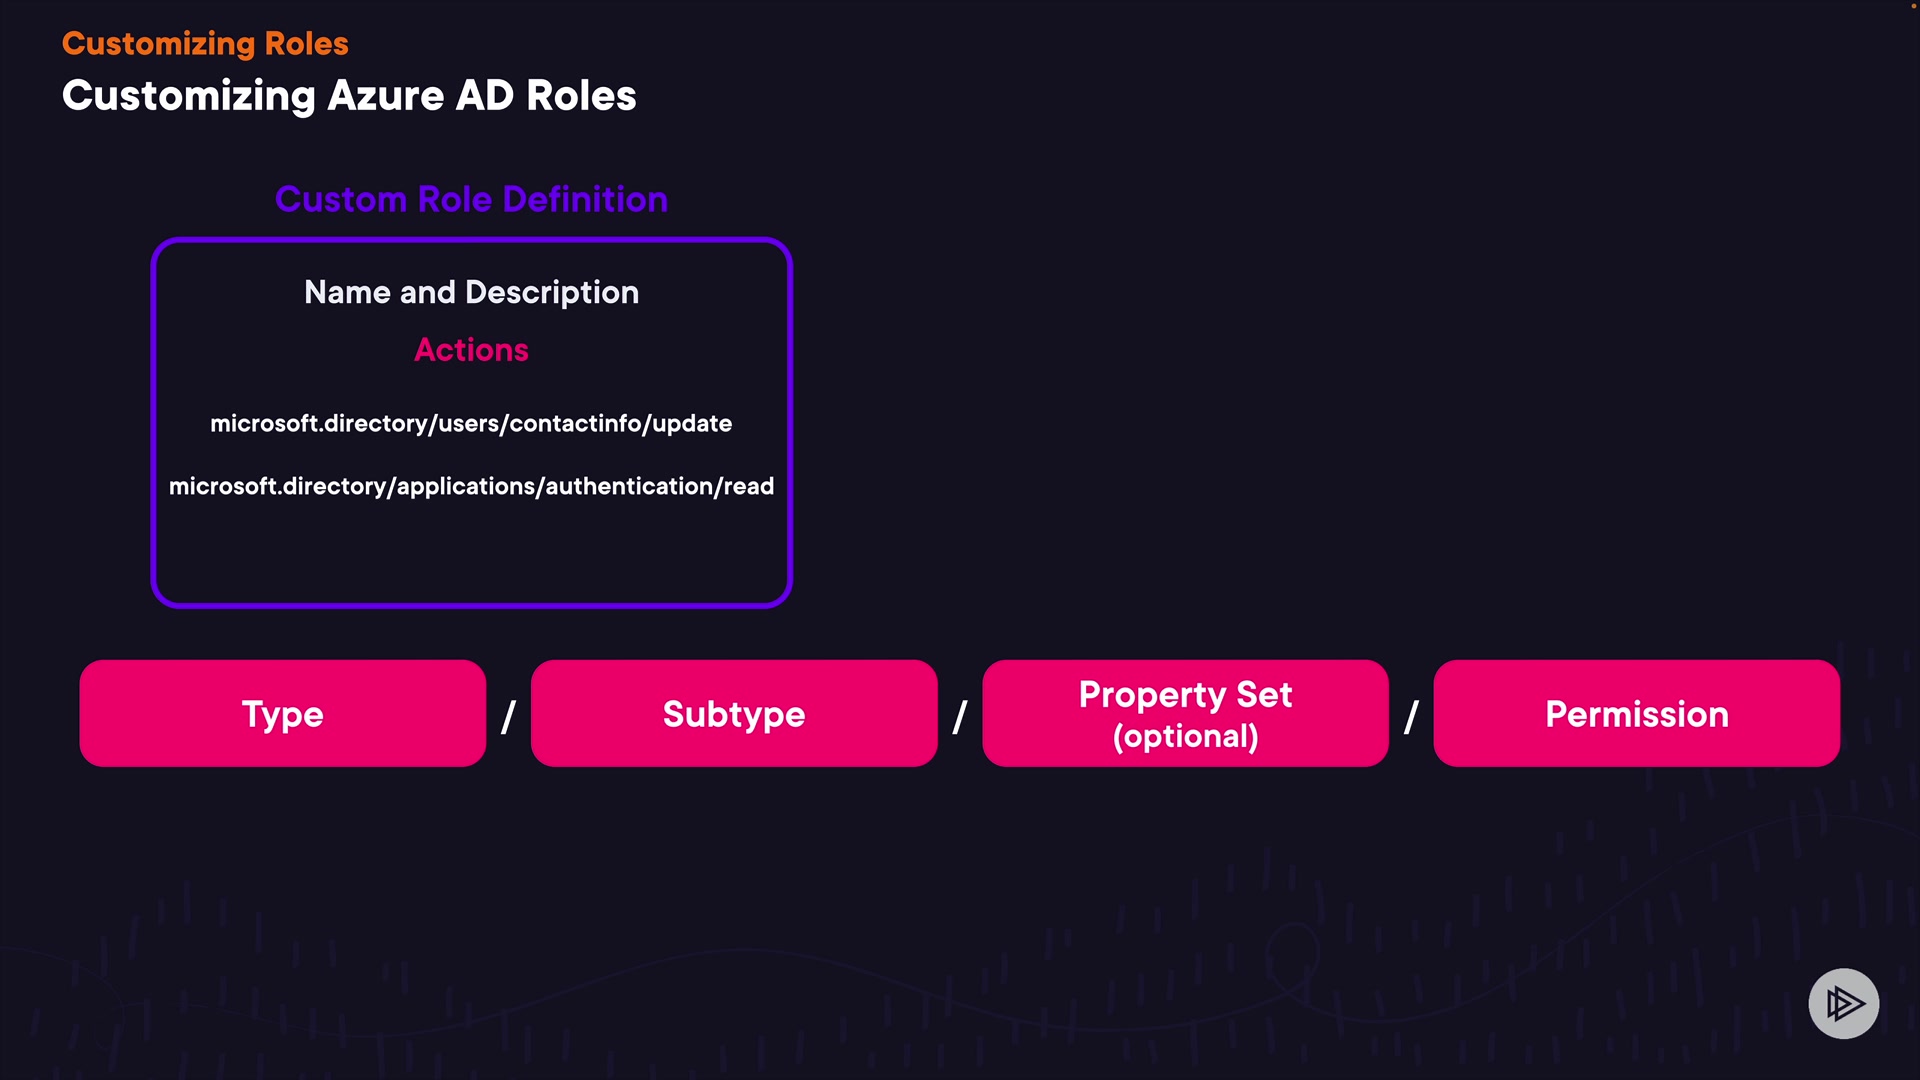 Customizing Roles
Customizing Azure AD Roles
Custom Role Definition
Name and Description
Actions
microsoft.directory/users/contactinfo/update
microsoft.directory/applications/authentication/read
Type / Subtype / Property Set (optional) / Permission